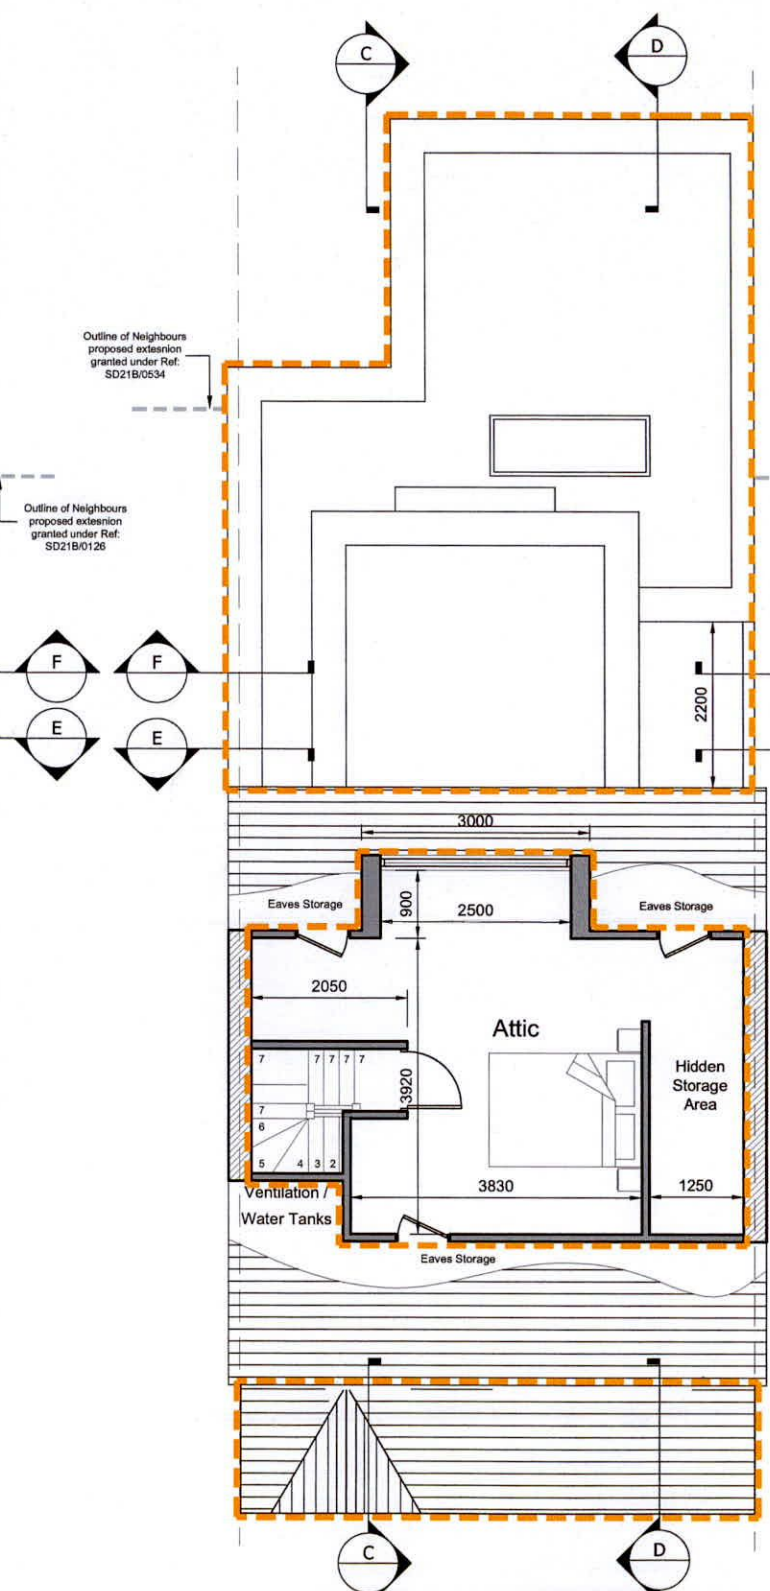 C
D
Outline of Neighbours
proposed extesnion
granted under Ref:
SD21B/0534
Outline of Neighbours
proposed extesnion
granted under Ref:
SD21B/0126
F
F
E
E
2200
3000
Eaves Storage
900
2500
Eaves Storage
2050
Attic
3920
7
7 7 7 7
7
6
5
4 3 2
Hidden
Storage
Area
3830
1250
Ventilation /
Water Tanks
Eaves Storage
C
D